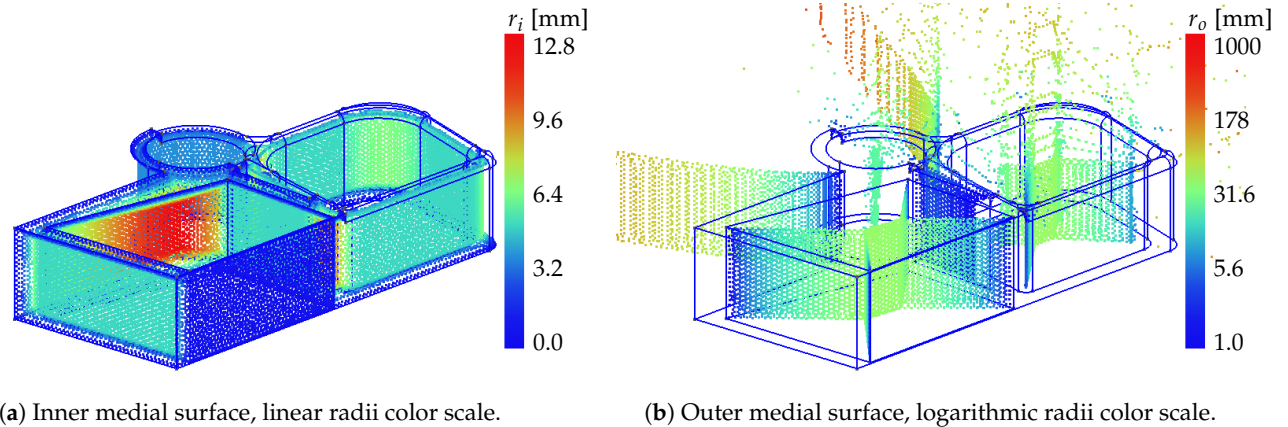 r_i [mm]
12.8
9.6
6.4
3.2
0.0
r_o [mm]
1000
178
31.6
5.6
1.0
(a) Inner medial surface, linear radii color scale.
(b) Outer medial surface, logarithmic radii color scale.